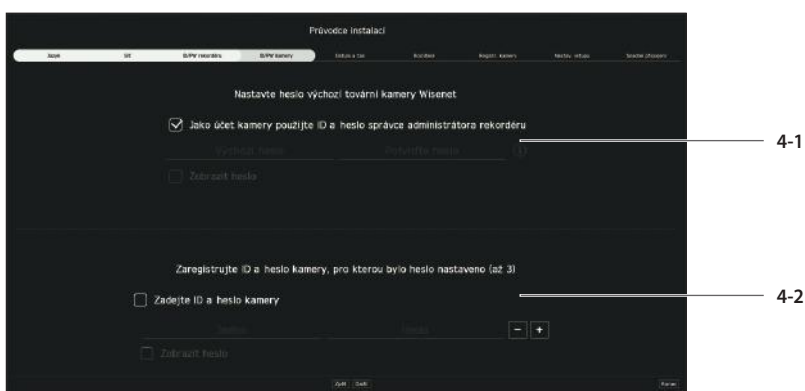 Průvodce instalací
Jazyk Síť ID/PW rekordéru ID/PW kamery Datum a čas Rychlé připojení
Nastavte heslo výchozí tovární kamery Wisenet
Jako účet kamery použijte ID a heslo správce administrátora rekordéru
4-1
Výchozí heslo Potvrďte heslo
Zobrazit heslo
Zaregistrujte ID a heslo kamery, pro kterou bylo heslo nastaveno (až 3)
Zadejte ID a heslo kamery
4-2
Heslo
Zobrazit heslo
Zpět Další